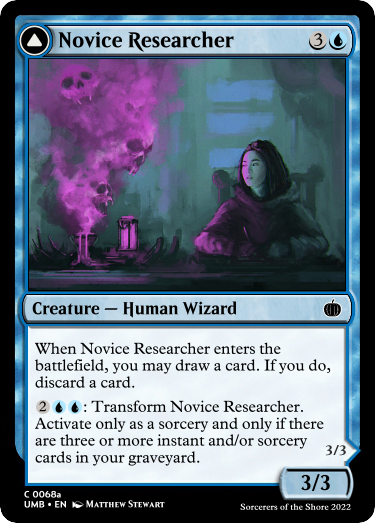 Novice Researcher 3
Creature — Human Wizard
When Novice Researcher enters the
battlefield, you may draw a card. If you do,
discard a card.
2: Transform Novice Researcher.
Activate only as a sorcery and only if
there are three or more instant and/or sorcery
cards in your graveyard.
3/3
3/3
C 0068a
UMB • EN Matthew Stewart
Sorcerers of the Shore 2022